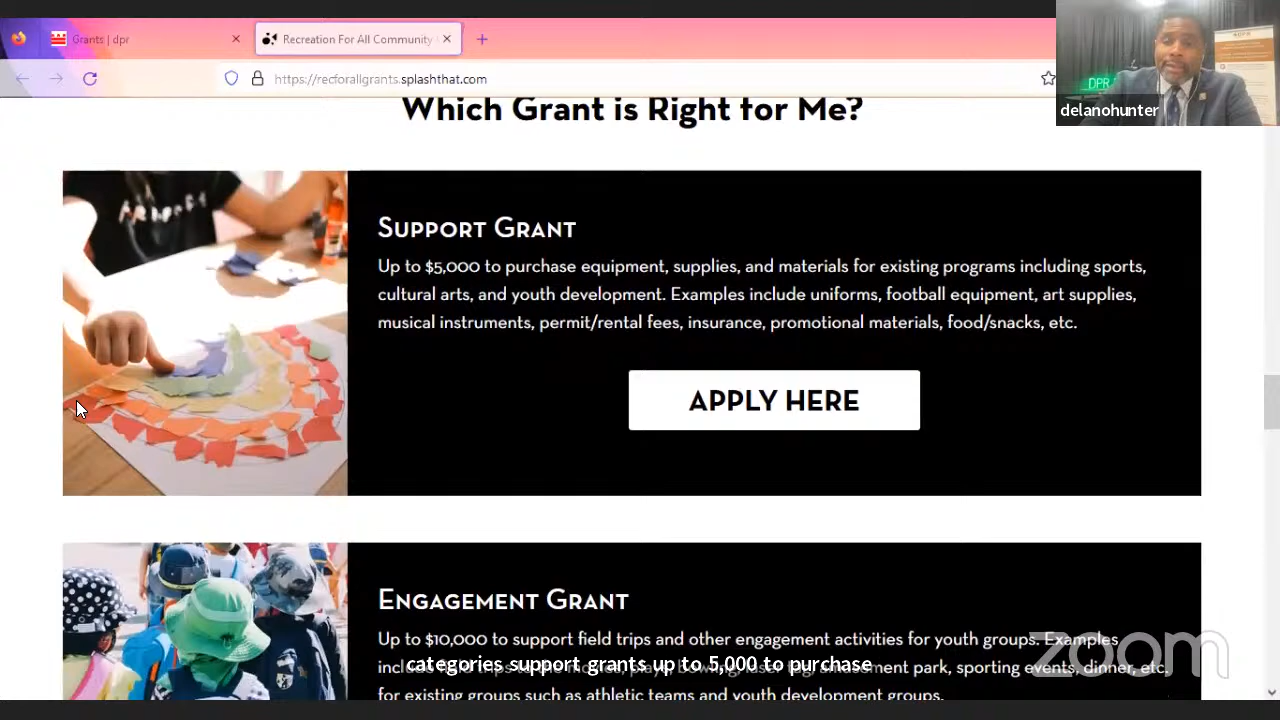 Grants | dpr
Recreation For All Community
https://recforallgrants.splashthat.com
DPR
delanohunter
Which Grant is Right for Me?
Support Grant
Up to $5,000 to purchase equipment, supplies, and materials for existing programs including sports,
cultural arts, and youth development. Examples include uniforms, football equipment, art supplies,
musical instruments, permit/rental fees, insurance, promotional materials, food/snacks, etc.
APPLY HERE
Engagement Grant
Up to $10,000 to support field trips and other engagement activities for youth groups. Examples
categories support grants up to 5,000 to purchase
sporting events, dinner, etc.
for existing groups such as athletic teams and youth development groups.
zoom